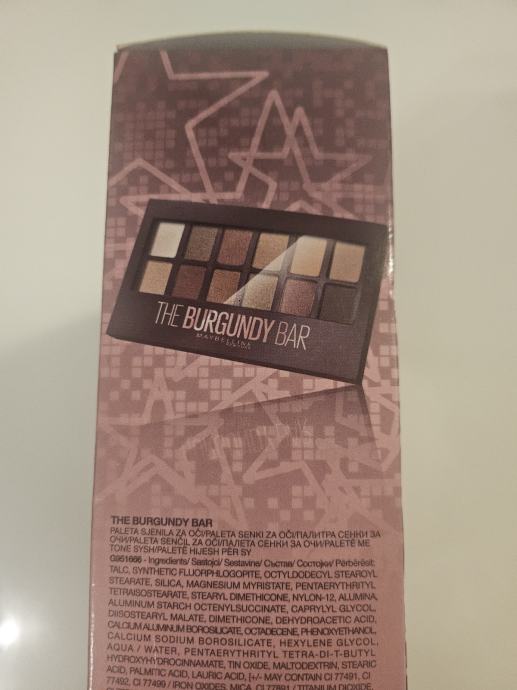 THE BURGUNDY BAR
MAYBELLINE
THE BURGUNDY BAR
PALETA SJENILA ZA OČI/PALETA SENKI ZA OČI/ПАЛИТРА СЕНКИ ЗА
ОЧИ/PALETA SENČIL ZA OČI/ПАЛЕТА СЕНКИ ЗА ОЧИ/PALETË ME
TONE SYSH/PALETË HIJESH PËR SY
G951666 - Ingredients/ Sastojci/ Sestavine/ Състав/ Состојки/ Përbërësit:
TALC, SYNTHETIC FLUORPHLOGOPITE, OCTYLDODECYL STEAROYL
STEARATE, SILICA, MAGNESIUM MYRISTATE, PENTAERYTHRITYL
TETRAISOSTEARATE, STEARYL DIMETHICONE, NYLON-12, ALUMINA,
ALUMINUM STARCH OCTENYLSUCCINATE, CAPRYLYL GLYCOL,
DIISOSTEARYL MALATE, DIMETHICONE, DEHYDROACETIC ACID,
CALCIUM ALUMINUM BOROSILICATE, OCTADECENE, PHENOXYETHANOL,
CALCIUM SODIUM BOROSILICATE, HEXYLENE GLYCOL,
AQUA / WATER, PENTAERYTHRITYL TETRA-DI-T-BUTYL
HYDROXYHYDROCINNAMATE, TIN OXIDE, MALTODEXTRIN, STEARIC
ACID, PALMITIC ACID, LAURIC ACID, [+/- MAY CONTAIN CI 77491, CI
77492, CI 77499 / IRON OXIDES, MICA, CI 77891 / TITANIUM DIOXIDE,